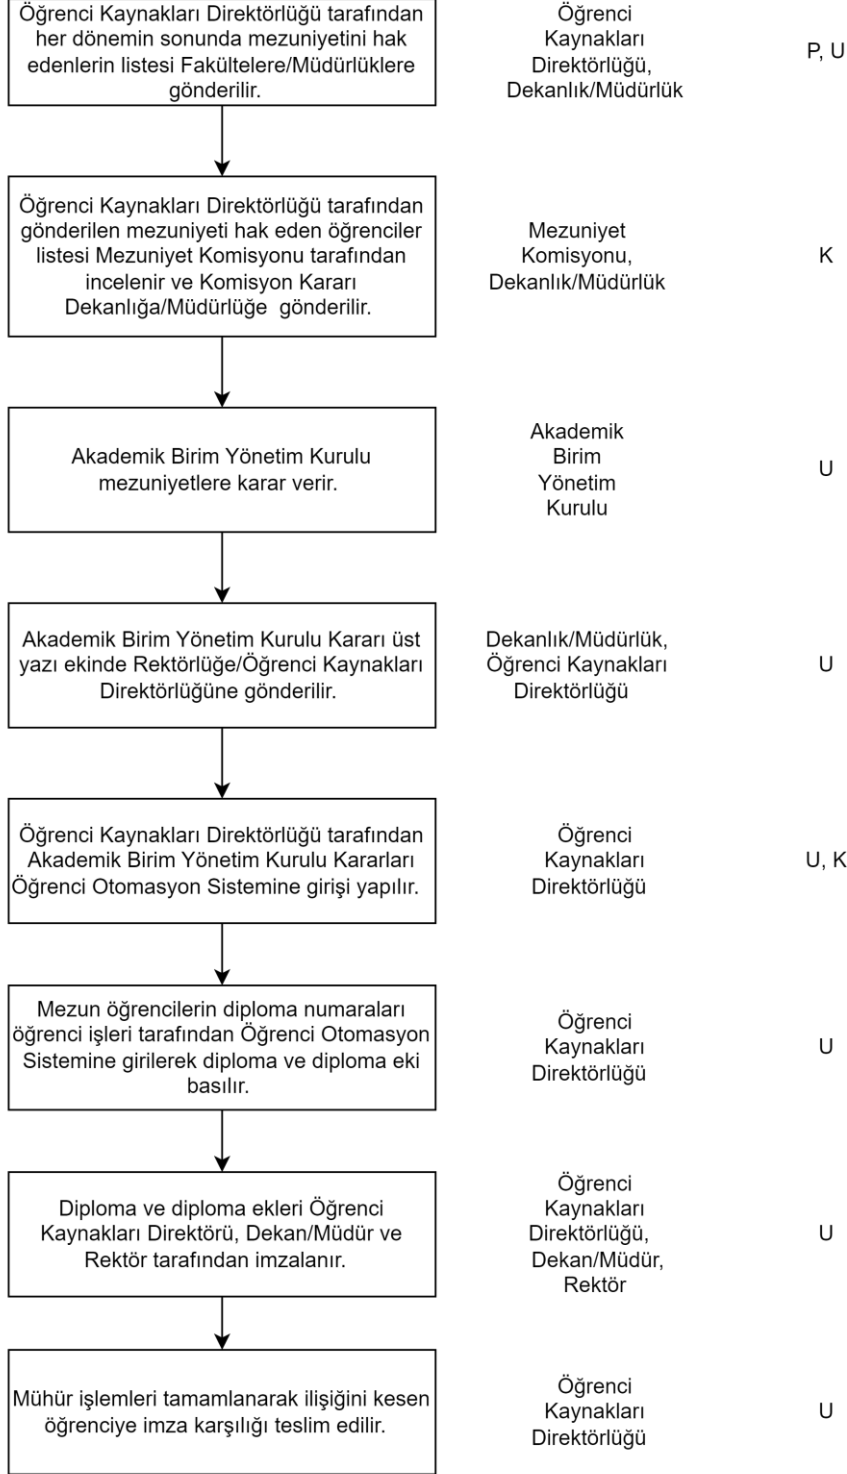 Öğrenci Kaynakları Direktörlüğü tarafından
her dönemin sonunda mezuniyetini hak
edenlerin listesi Fakültelere/Müdürlüklere
gönderilir.
Öğrenci
Kaynakları
Direktörlüğü,
Dekanlık/Müdürlük
P, U
Öğrenci Kaynakları Direktörlüğü tarafından
gönderilen mezuniyeti hak eden öğrenciler
listesi Mezuniyet Komisyonu tarafından
incelenir ve Komisyon Kararı
Dekanlığa/Müdürlüğe gönderilir.
Mezuniyet
Komisyonu,
Dekanlık/Müdürlük
K
Akademik Birim Yönetim Kurulu
mezuniyetlere karar verir.
Akademik
Birim
Yönetim
Kurulu
U
Akademik Birim Yönetim Kurulu Kararı üst
yazı ekinde Rektörlüğe/Öğrenci Kaynakları
Direktörlüğüne gönderilir.
Dekanlık/Müdürlük,
Öğrenci Kaynakları
Direktörlüğü
U
Öğrenci Kaynakları Direktörlüğü tarafından
Akademik Birim Yönetim Kurulu Kararları
Öğrenci Otomasyon Sistemine girişi yapılır.
Öğrenci
Kaynakları
Direktörlüğü
U, K
Mezun öğrencilerin diploma numaraları
öğrenci işleri tarafından Öğrenci Otomasyon
Sistemine girilerek diploma ve diploma eki
basılır.
Öğrenci
Kaynakları
Direktörlüğü
U
Diploma ve diploma ekleri Öğrenci
Kaynakları Direktörü, Dekan/Müdür ve
Rektör tarafından imzalanır.
Öğrenci
Kaynakları
Direktörlüğü,
Dekan/Müdür,
Rektör
U
Mühür işlemleri tamamlanarak ilişiğini kesen
öğrenciye imza karşılığı teslim edilir.
Öğrenci
Kaynakları
Direktörlüğü
U